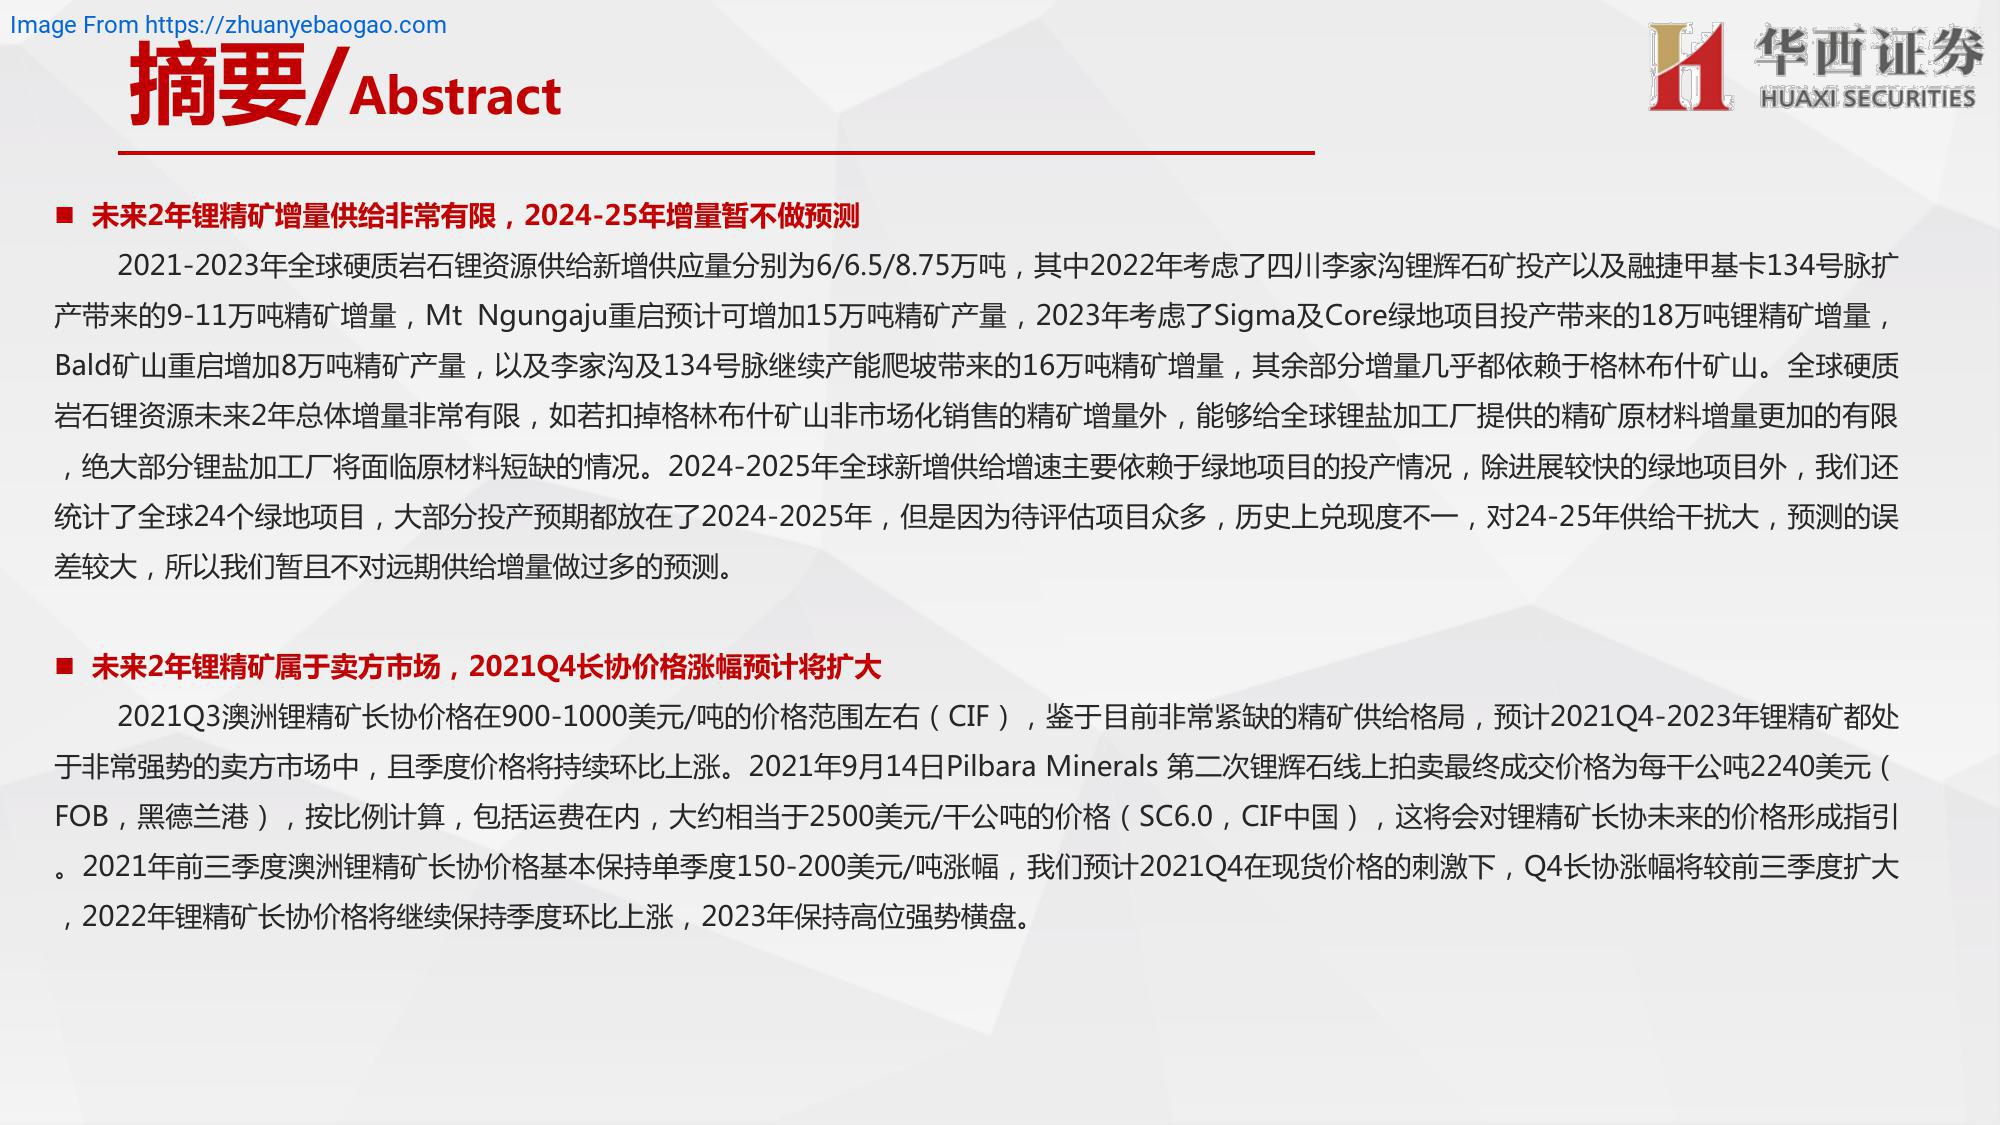 Image From https://zhuanyebaogao.com
摘要/Abstract
华西证券
HUAXI SECURITIES
■ 未来2年锂精矿增量供给非常有限，2024-25年增量暂不做预测
2021-2023年全球硬质岩石锂资源供给新增供应量分别为6/6.5/8.75万吨，其中2022年考虑了四川李家沟锂辉石矿投产以及融捷甲基卡134号脉扩
产带来的9-11万吨精矿增量，Mt Ngungaju重启预计可增加15万吨精矿产量，2023年考虑了Sigma及Core绿地项目投产带来的18万吨锂精矿增量，
Bald矿山重启增加8万吨精矿产量，以及李家沟及134号脉继续产能爬坡带来的16万吨精矿增量，其余部分增量几乎都依赖于格林布什矿山。全球硬质
岩石锂资源未来2年总体增量非常有限，如若扣掉格林布什矿山非市场化销售的精矿增量外，能够给全球锂盐加工厂提供的精矿原材料增量更加的有限
，绝大部分锂盐加工厂将面临原材料短缺的情况。2024-2025年全球新增供给增速主要依赖于绿地项目的投产情况，除进展较快的绿地项目外，我们还
统计了全球24个绿地项目，大部分投产预期都放在了2024-2025年，但是因为待评估项目众多，历史上兑现度不一，对24-25年供给干扰大，预测的误
差较大，所以我们暂且不对远期供给增量做过多的预测。
■ 未来2年锂精矿属于卖方市场，2021Q4长协价格涨幅预计将扩大
2021Q3澳洲锂精矿长协价格在900-1000美元/吨的价格范围左右（CIF），鉴于目前非常紧缺的精矿供给格局，预计2021Q4-2023年锂精矿都处
于非常强势的卖方市场中，且季度价格将持续环比上涨。2021年9月14日Pilbara Minerals 第二次锂辉石线上拍卖最终成交价格为每干公吨2240美元（
FOB，黑德兰港），按比例计算，包括运费在内，大约相当于2500美元/干公吨的价格（SC6.0，CIF中国），这将会对锂精矿长协未来的价格形成指引
。2021年前三季度澳洲锂精矿长协价格基本保持单季度150-200美元/吨涨幅，我们预计2021Q4在现货价格的刺激下，Q4长协涨幅将较前三季度扩大
，2022年锂精矿长协价格将继续保持季度环比上涨，2023年保持高位强势横盘。